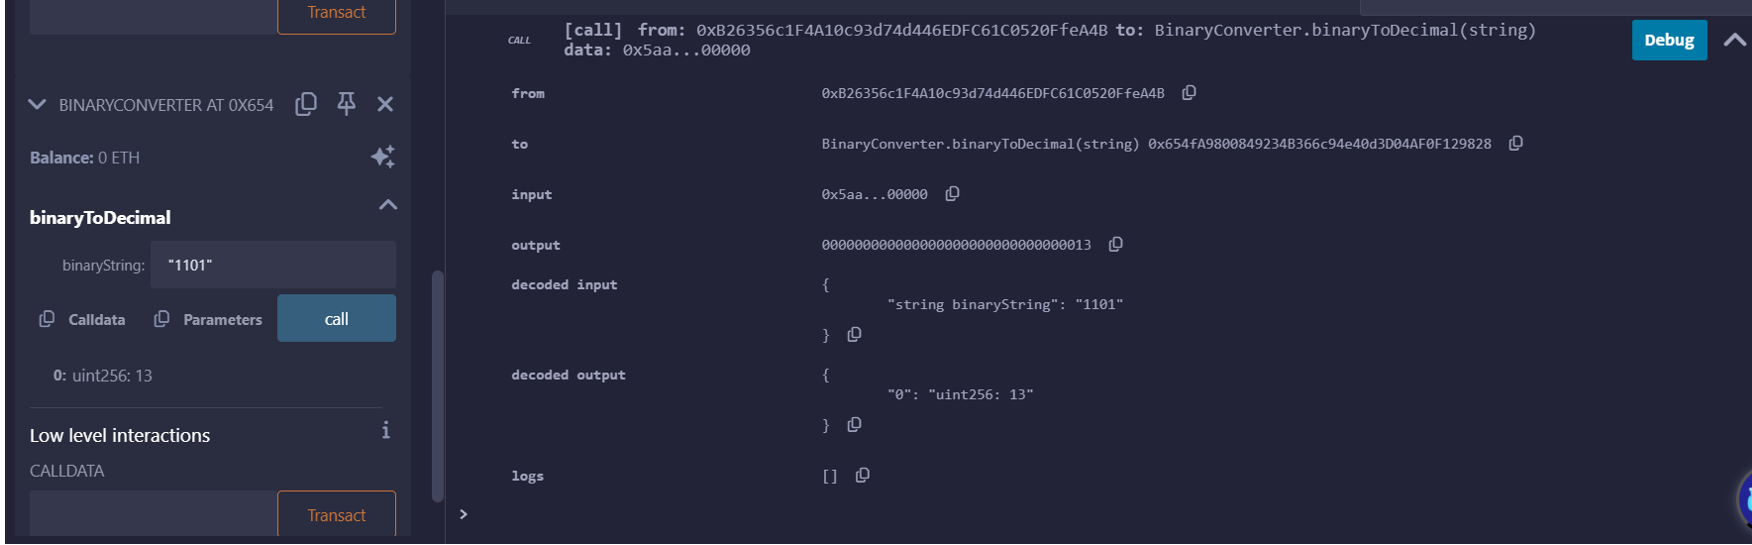 Transact
BINARYCONVERTER AT 0X654
Balance: 0 ETH
binaryToDecimal
binaryString: "1101"
Calldata Parameters call
0: uint256: 13
Low level interactions
i
CALLDATA
Transact
CALL [call] from: 0xB26356c1F4A10c93d74d446EDFC61C0520FfeA4B to: BinaryConverter.binaryToDecimal(string)
data: 0x5aa...00000
Debug
from 0xB26356c1F4A10c93d74d446EDFC61C0520FfeA4B
to BinaryConverter.binaryToDecimal(string) 0x654fA9800849234B366c94e40d3D04AF0F129828
input 0x5aa...00000
output 00000000000000000000000000000013
decoded input {
"string binaryString": "1101"
}
decoded output {
"0": "uint256: 13"
}
logs []
>